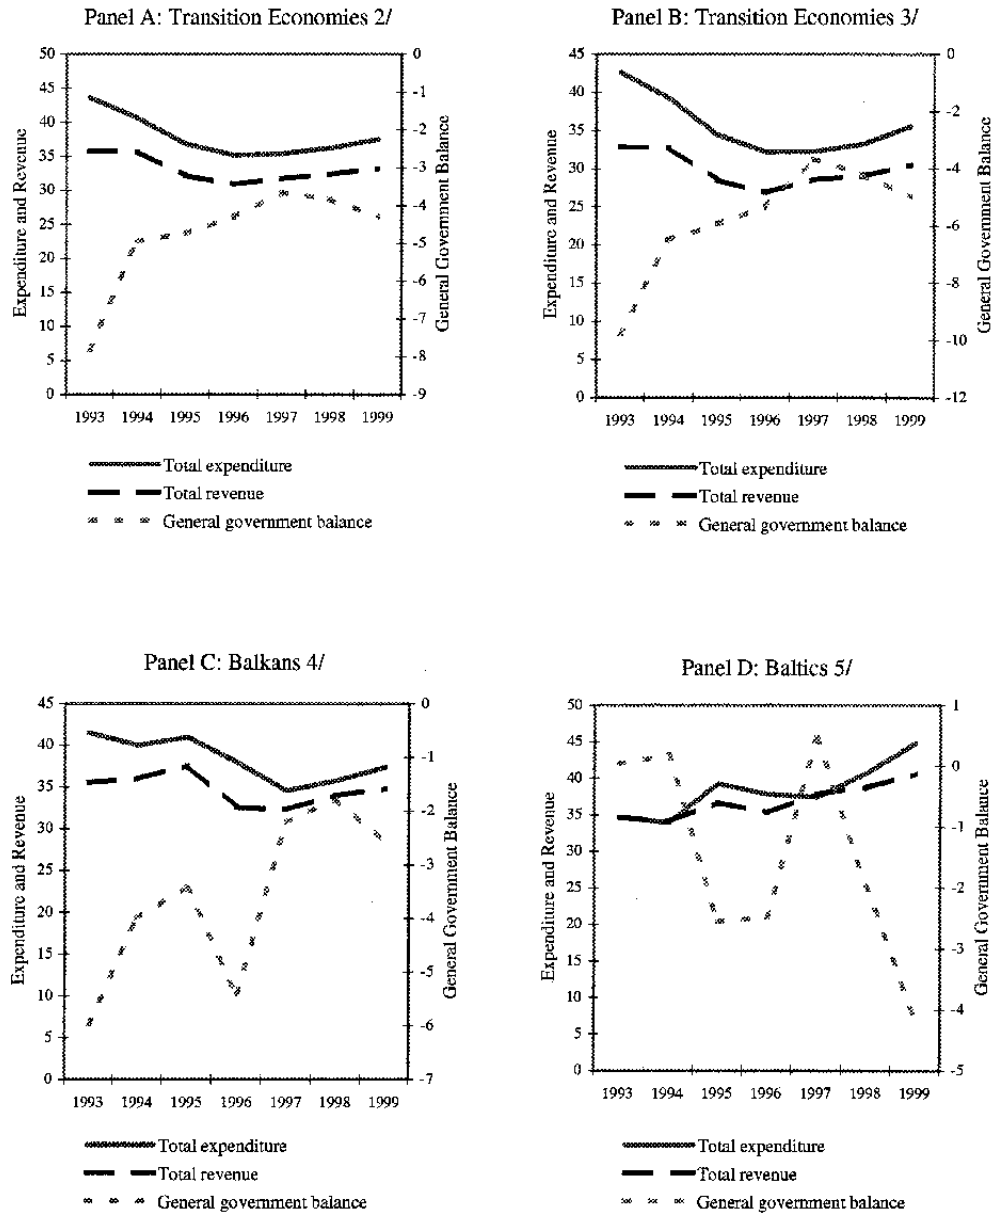 Panel A: Transition Economies 2/
50
45
40
35
30
25
20
15
10
5
0
Expenditure and Revenue
0
-1
-2
-3
-4
-5
-6
-7
-8
-9
General Government Balance
1993 1994 1995 1996 1997 1998 1999
Total expenditure
Total revenue
General government balance
Panel B: Transition Economies 3/
45
40
35
30
25
20
15
10
5
0
Expenditure and Revenue
0
-2
-4
-6
-8
-10
-12
General Government Balance
1993 1994 1995 1996 1997 1998 1999
Total expenditure
Total revenue
General government balance
Panel C: Balkans 4/
45
40
35
30
25
20
15
10
5
0
Expenditure and Revenue
0
-1
-2
-3
-4
-5
-6
-7
General Government Balance
1993 1994 1995 1996 1997 1998 1999
Total expenditure
Total revenue
General government balance
Panel D: Baltics 5/
50
45
40
35
30
25
20
15
10
5
0
Expenditure and Revenue
1
0
-1
-2
-3
-4
-5
General Government Balance
1993 1994 1995 1996 1997 1998 1999
Total expenditure
Total revenue
General government balance